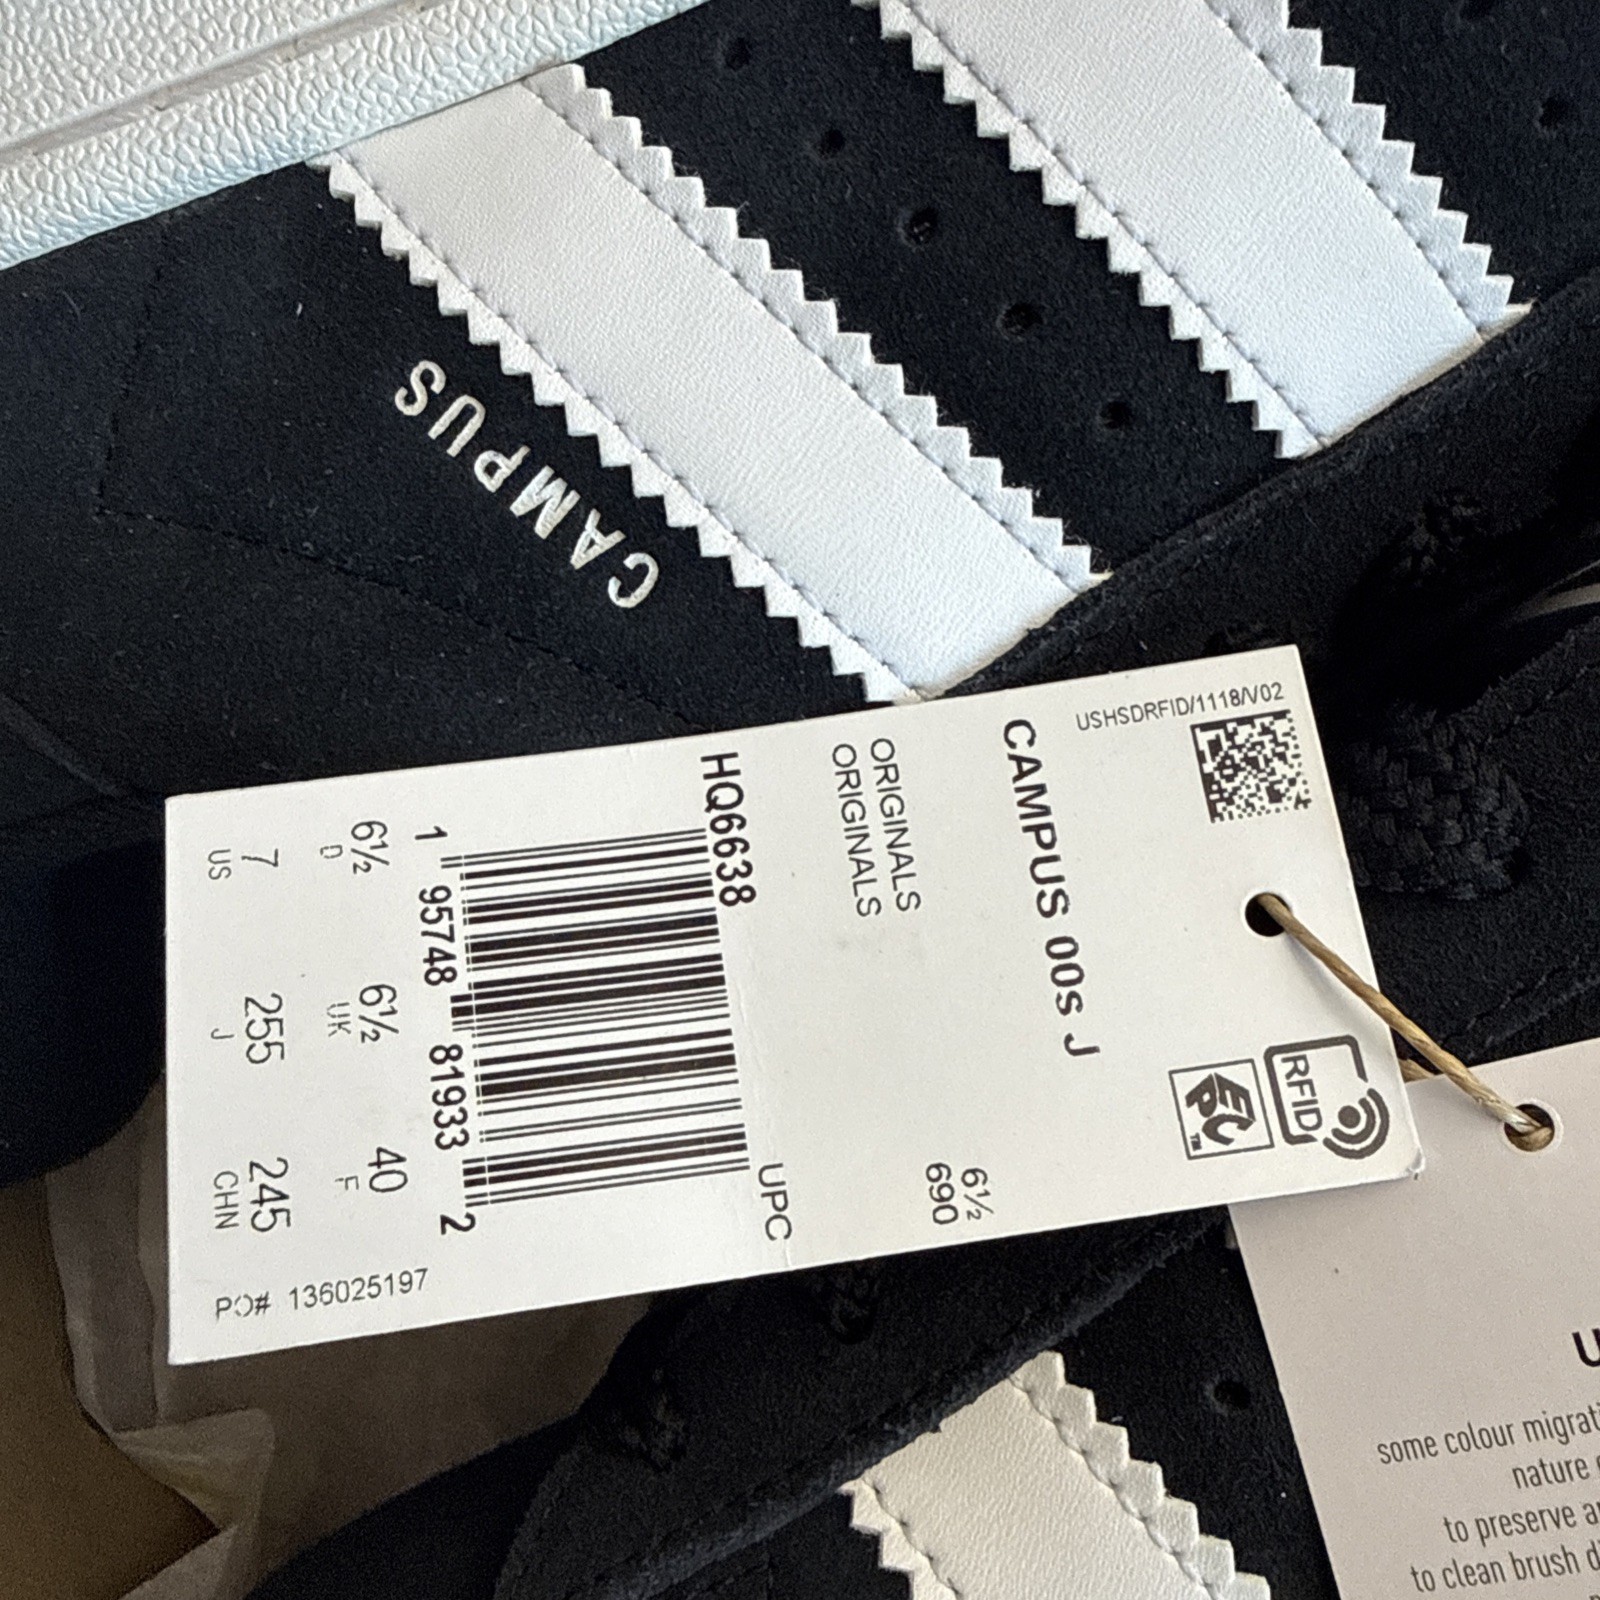 CAMPUS
USHSDRFID/1118/V02
CAMPUS 00s J
RFID
EPC
™
ORIGINALS
ORIGINALS
6½
690
HQ6638
UPC
1 95748 81933 2
6½ 6½ 40
D UK F
7 255 245
US J CHN
PO# 136025197
U
some colour migrati
nature
to preserve a
to clean brush d